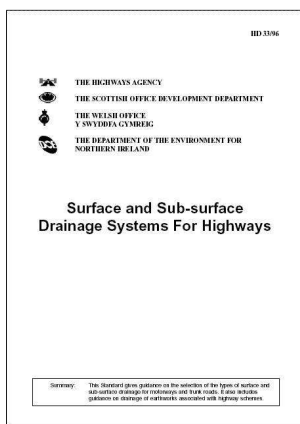 HD 33/96
THE HIGHWAYS AGENCY
THE SCOTTISH OFFICE DEVELOPMENT DEPARTMENT
THE WELSH OFFICE
Y SWYDDFA GYMREIG
THE DEPARTMENT OF THE ENVIRONMENT FOR
NORTHERN IRELAND
Surface and Sub-surface
Drainage Systems For Highways
Summary: This Standard gives guidance on the selection of the types of surface and
sub-surface drainage for motorways and trunk roads. It also includes
guidance on drainage of earthworks associated with highway schemes.